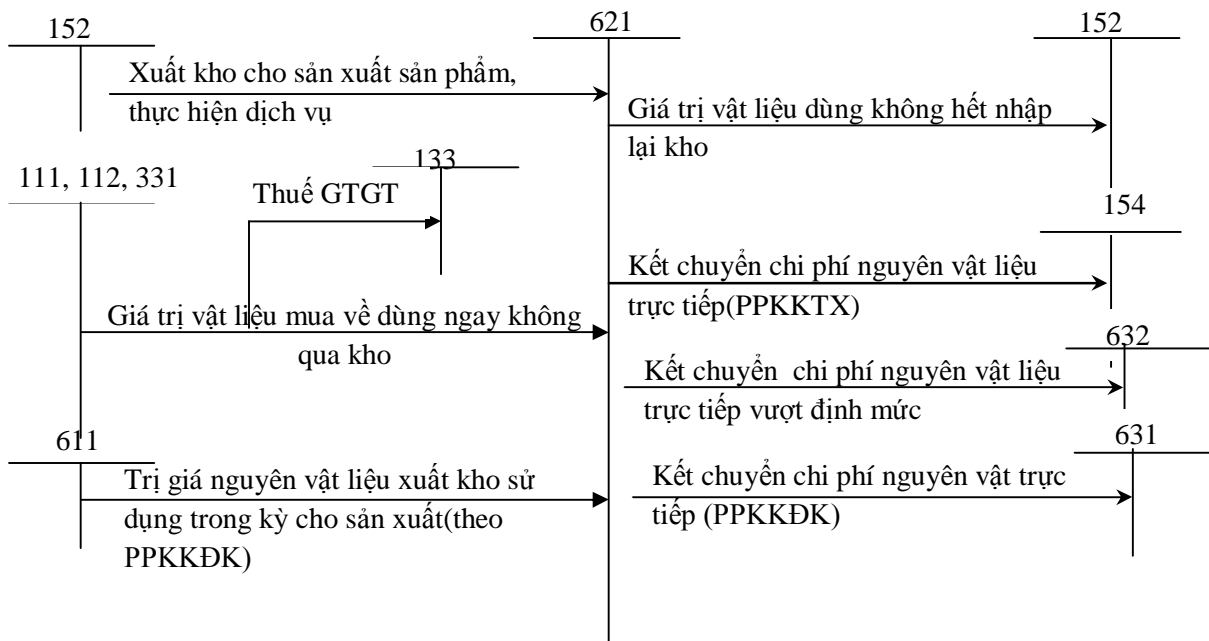 152
621
152
Xuất kho cho sản xuất sản phẩm,
thực hiện dịch vụ
Giá trị vật liệu dùng không hết nhập
lại kho
133
111, 112, 331
Thuế GTGT
154
Kết chuyển chi phí nguyên vật liệu
trực tiếp(PPKKTX)
Giá trị vật liệu mua về dùng ngay không
qua kho
632
Kết chuyển chi phí nguyên vật liệu
trực tiếp vượt định mức
611
631
Trị giá nguyên vật liệu xuất kho sử
dụng trong kỳ cho sản xuất(theo
PPKKĐK)
Kết chuyển chi phí nguyên vật trực
tiếp (PPKKĐK)